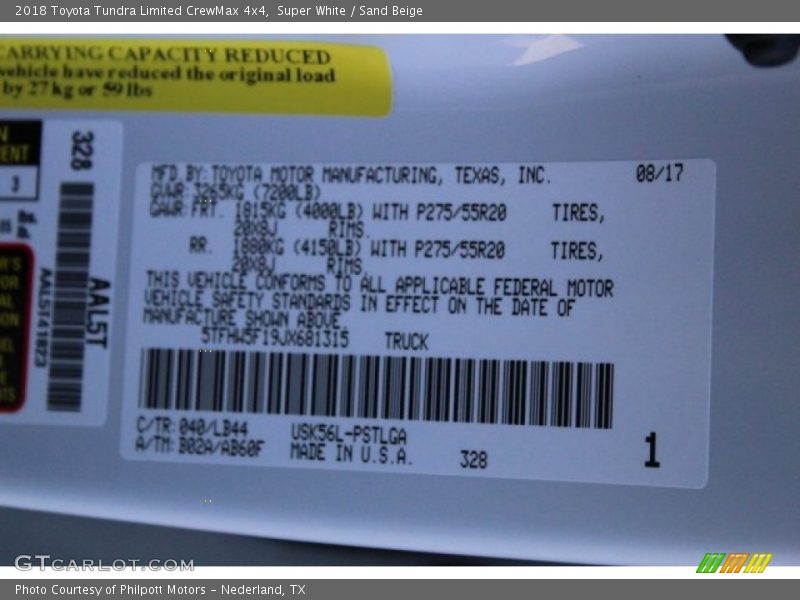 2018 Toyota Tundra Limited CrewMax 4x4,  Super White / Sand Beige
CARRYING CAPACITY REDUCED
vehicle have reduced the original load
by 27 kg or 59 lbs
328
3
AAL5T
AAL5T41823
MFD BY: TOYOTA MOTOR MANUFACTURING, TEXAS, INC. 08/17
GVWR: 3265KG (7200LB)
GAWR: FRT. 1815KG (4000LB) WITH P275/55R20 TIRES,
20X8J RIMS.
RR. 1880KG (4150LB) WITH P275/55R20 TIRES,
20X8J RIMS.
THIS VEHICLE CONFORMS TO ALL APPLICABLE FEDERAL MOTOR
VEHICLE SAFETY STANDARDS IN EFFECT ON THE DATE OF
MANUFACTURE SHOWN ABOVE.
5TFHW5F19JX681315 TRUCK
C/TR: 040/LB44 USK56L-PSTLGA
A/TM: B02A/AB60F MADE IN U.S.A. 328 1
GTCARLOT.COM
Photo Courtesy of Philpott Motors - Nederland, TX